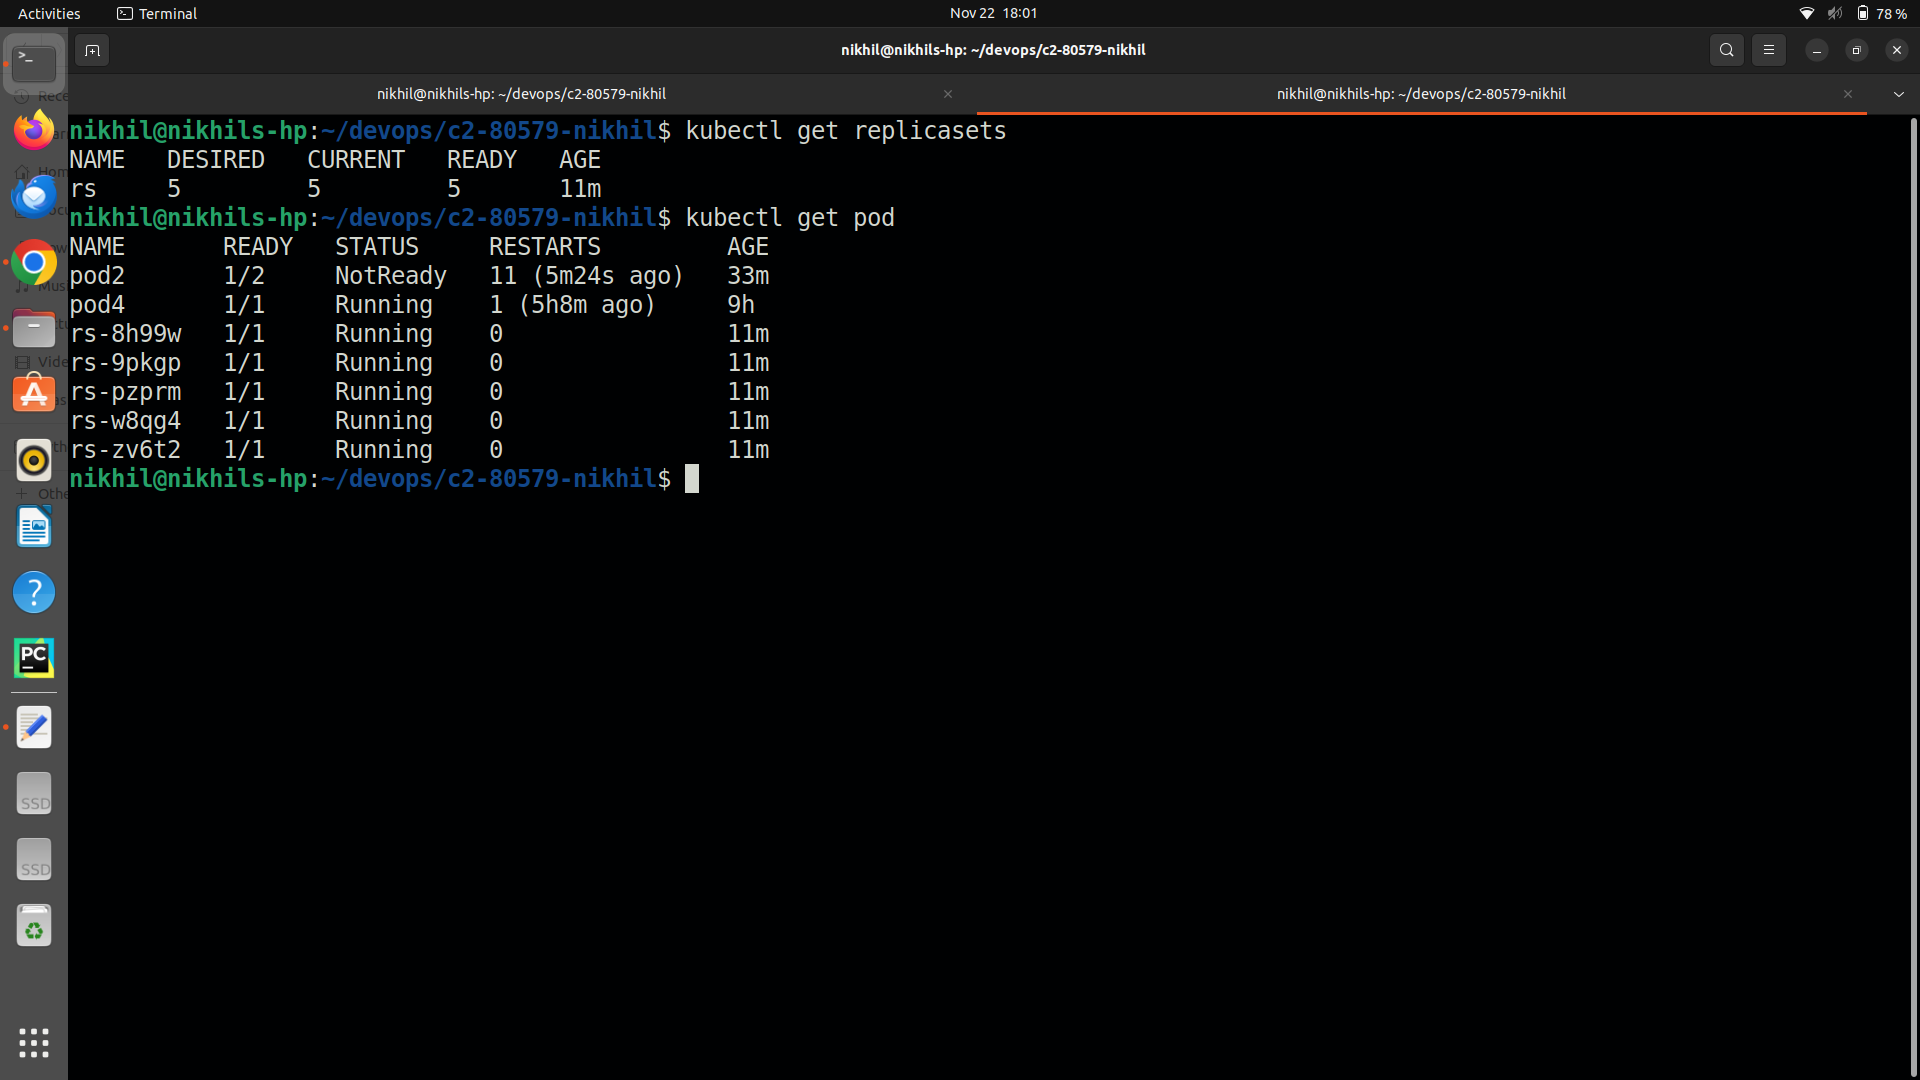 Activities Terminal Nov 22 18:01 78 %
nikhil@nikhils-hp: ~/devops/c2-80579-nikhil
nikhil@nikhils-hp: ~/devops/c2-80579-nikhil nikhil@nikhils-hp: ~/devops/c2-80579-nikhil
nikhil@nikhils-hp:~/devops/c2-80579-nikhil$ kubectl get replicasets
NAME DESIRED CURRENT READY AGE
rs 5 5 5 11m
nikhil@nikhils-hp:~/devops/c2-80579-nikhil$ kubectl get pod
NAME READY STATUS RESTARTS AGE
pod2 1/2 NotReady 11 (5m24s ago) 33m
pod4 1/1 Running 1 (5h8m ago) 9h
rs-8h99w 1/1 Running 0 11m
rs-9pkgp 1/1 Running 0 11m
rs-pzprm 1/1 Running 0 11m
rs-w8qg4 1/1 Running 0 11m
rs-zv6t2 1/1 Running 0 11m
nikhil@nikhils-hp:~/devops/c2-80579-nikhil$
PC
SSD
SSD